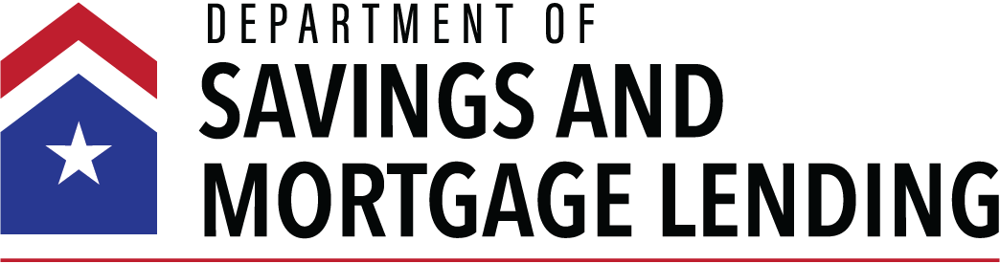 DEPARTMENT OF
SAVINGS AND
MORTGAGE LENDING